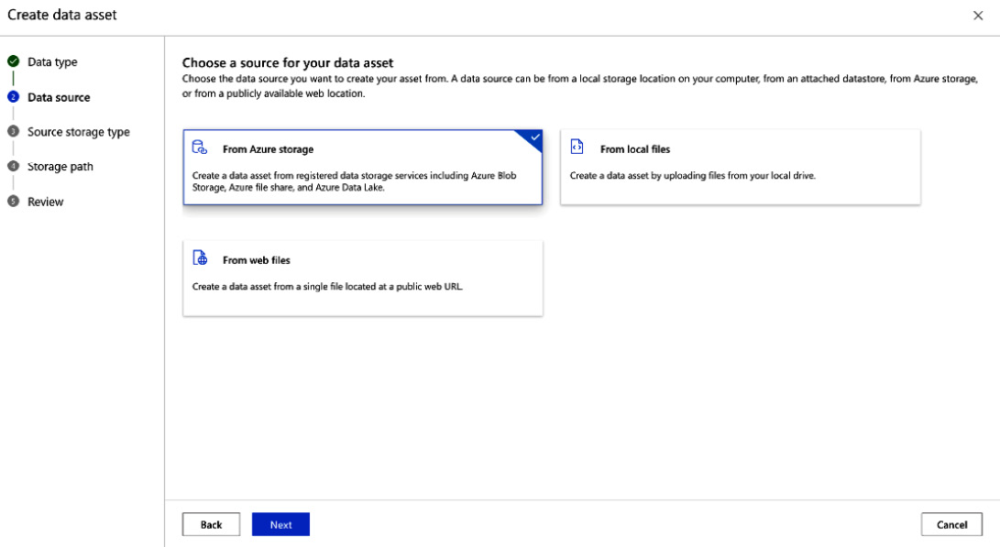 Create data asset
Data type
2
Data source
3
Source storage type
4
Storage path
5
Review
Choose a source for your data asset
Choose the data source you want to create your asset from. A data source can be from a local storage location on your computer, from an attached datastore, from Azure storage,
or from a publicly available web location.
From Azure storage
Create a data asset from registered data storage services including Azure Blob
Storage, Azure file share, and Azure Data Lake.
From local files
Create a data asset by uploading files from your local drive.
From web files
Create a data asset from a single file located at a public web URL.
Back
Next
Cancel